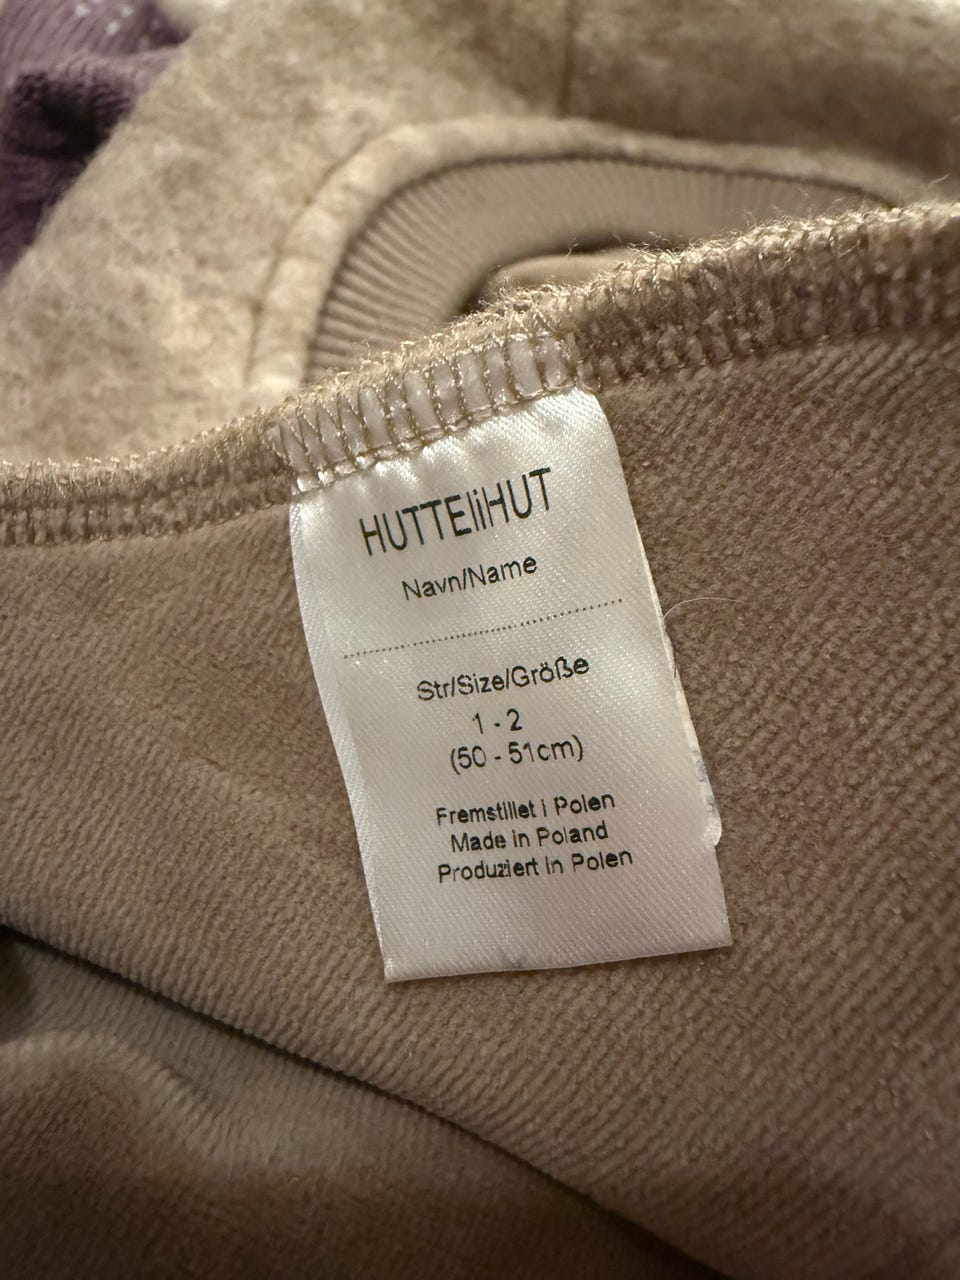 HUTTEliHUT
Navn/Name
Str/Size/Größe
1 - 2
(50 - 51cm)
Fremstillet i Polen
Made in Poland
Produziert in Polen